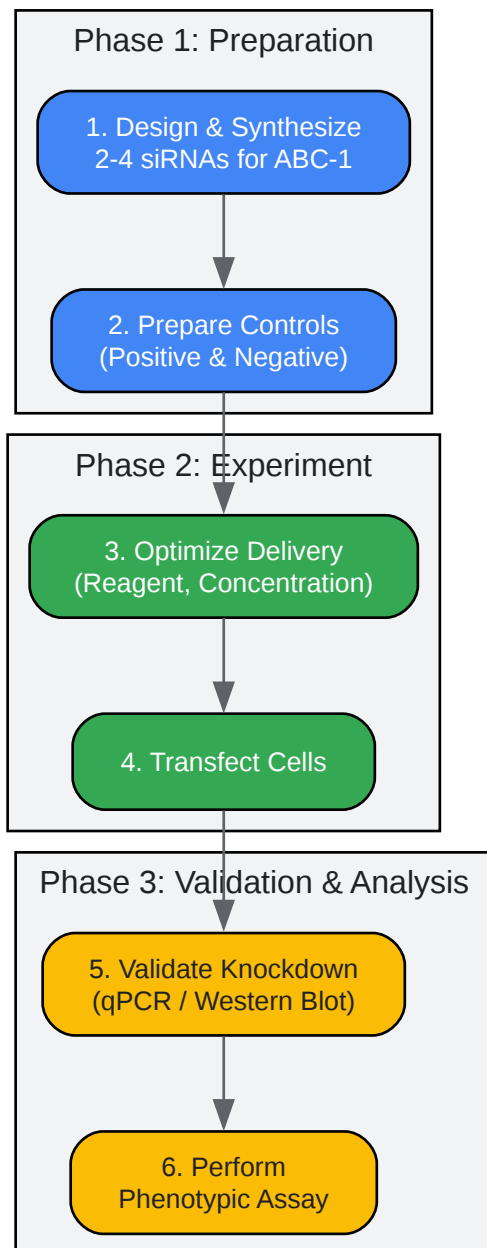 Phase 1: Preparation
1. Design & Synthesize
2-4 siRNAs for ABC-1
2. Prepare Controls
(Positive & Negative)
Phase 2: Experiment
3. Optimize Delivery
(Reagent, Concentration)
4. Transfect Cells
Phase 3: Validation & Analysis
5. Validate Knockdown
(qPCR / Western Blot)
6. Perform
Phenotypic Assay